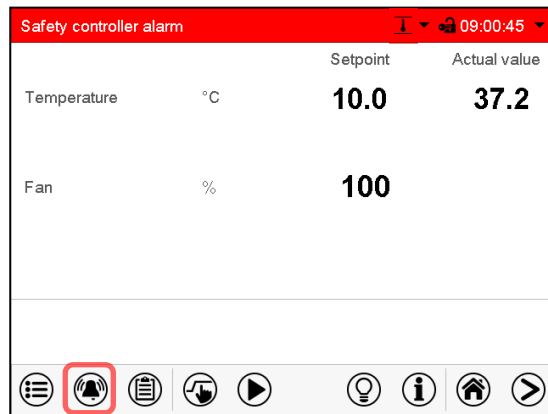 Safety controller alarm 09:00:45
Setpoint Actual value
Temperature °C 10.0 37.2
Fan % 100